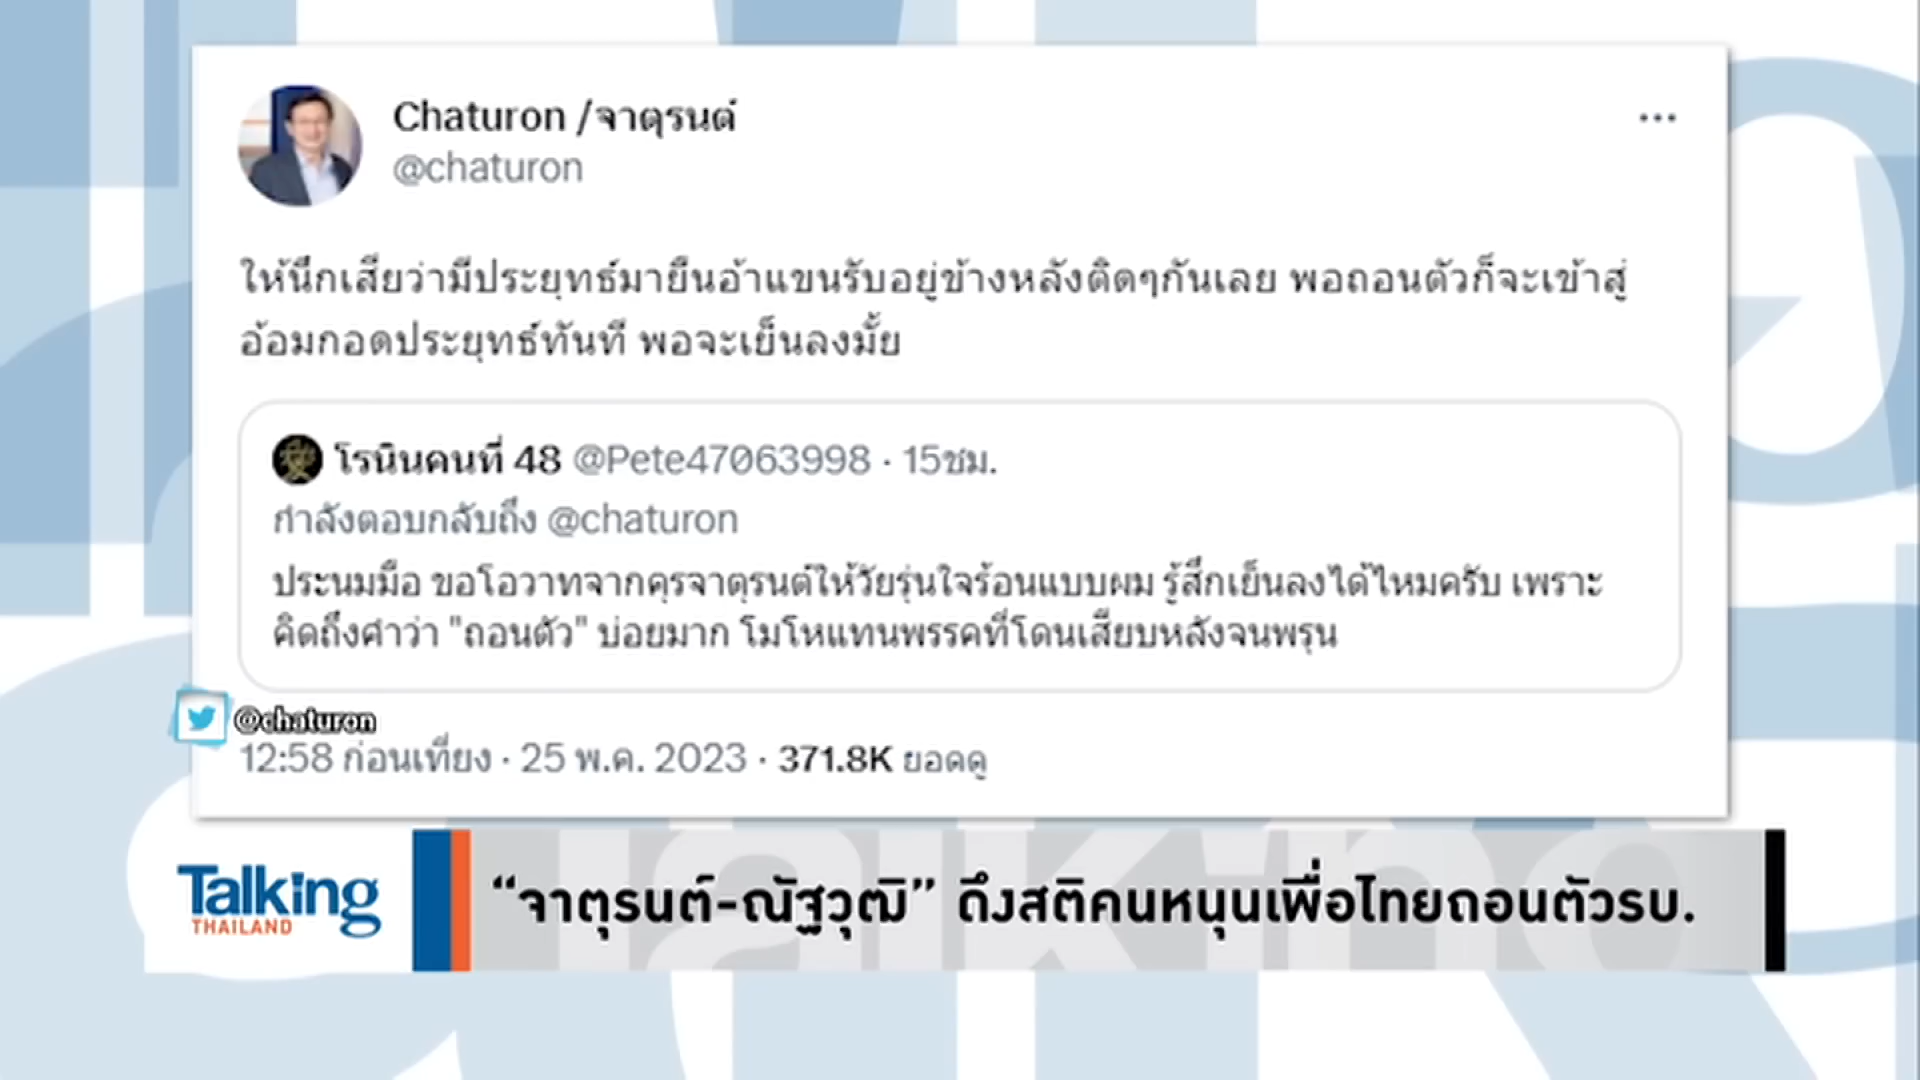 Chaturon /จาตุรนต์
@chaturon
ให้นึกเสียว่ามีประยุทธ์มายืนอ้าแขนรับอยู่ข้างหลังติดๆกันเลย พอถอนตัวก็จะเข้าสู่
อ้อมกอดประยุทธ์ทันที พอจะเย็นลงมั้ย
โรนินคนที่ 48 @Pete47063998 · 15ชม.
กำลังตอบกลับถึง @chaturon
ประนมมือ ขอโอวาทจากคุรจาตุรนต์ให้วัยรุ่นใจร้อนแบบผม รู้สึกเย็นลงได้ไหมครับ เพราะ
คิดถึงคำว่า "ถอนตัว" บ่อยมาก โมโหแทนพรรคที่โดนเสียบหลังจนพรุน
@chaturon
12:58 ก่อนเที่ยง · 25 พ.ค. 2023 · 371.8K ยอดดู
Talking
THAILAND
“จาตุรนต์-ณัฐวุฒิ” ดึงสติคนหนุนเพื่อไทยถอนตัวรบ.